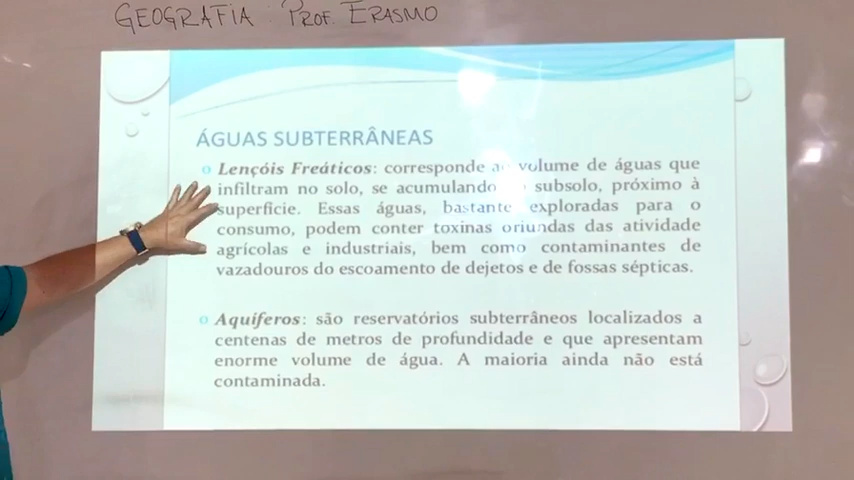 GEOGRAFIA: PROF. ERASMO
ÁGUAS SUBTERRÂNEAS
Lençóis Freáticos: corresponde ao volume de águas que
infiltram no solo, se acumulando subsolo, próximo à
superfície. Essas águas, bastante exploradas para o
consumo, podem conter toxinas oriundas das atividade
agrícolas e industriais, bem como contaminantes de
vazadouros do escoamento de dejetos e de fossas sépticas.
Aquíferos: são reservatórios subterrâneos localizados a
centenas de metros de profundidade e que apresentam
enorme volume de água. A maioria ainda não está
contaminada.